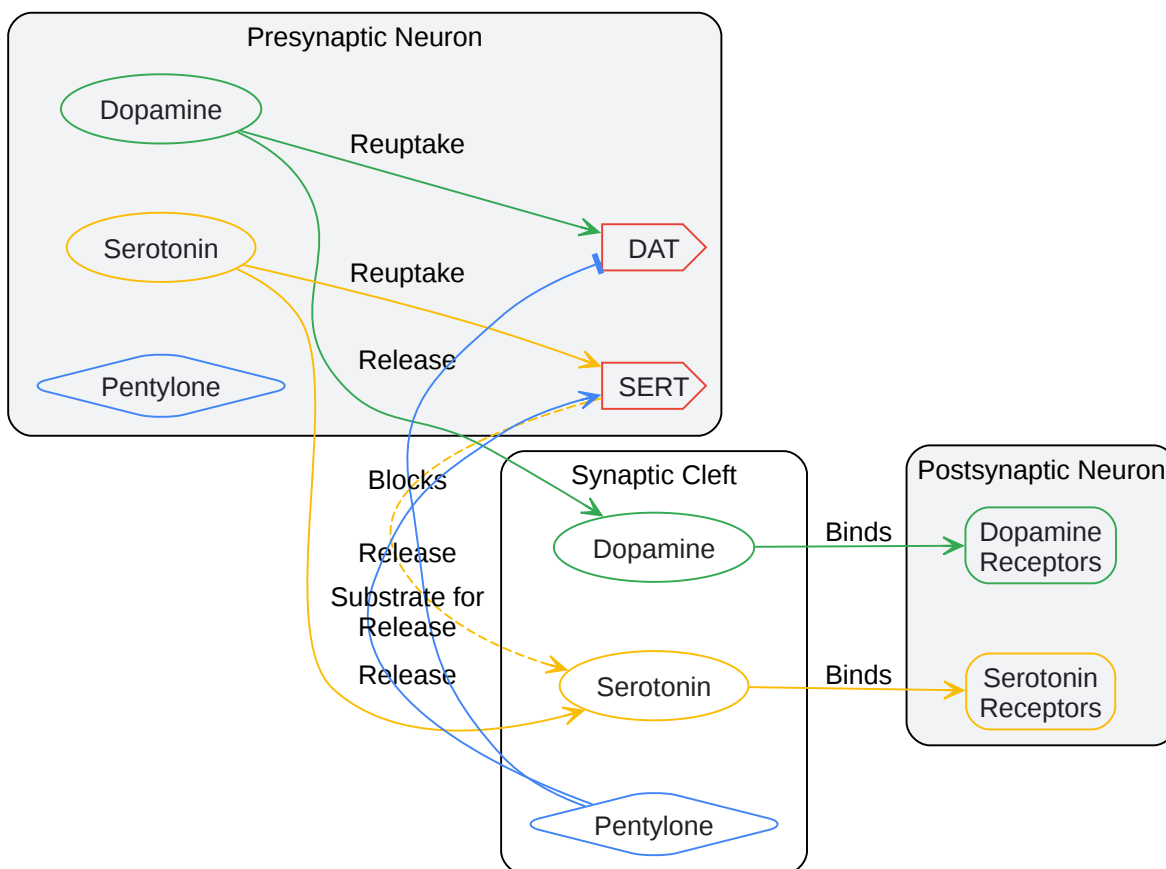 Presynaptic Neuron
Dopamine
Reuptake
Serotonin
DAT
Reuptake
Release
Pentylone
SERT
Blocks
Synaptic Cleft
Postsynaptic Neuron
Dopamine
Binds
Dopamine
Receptors
Release
Substrate for
Release
Release
Serotonin
Binds
Serotonin
Receptors
Pentylone